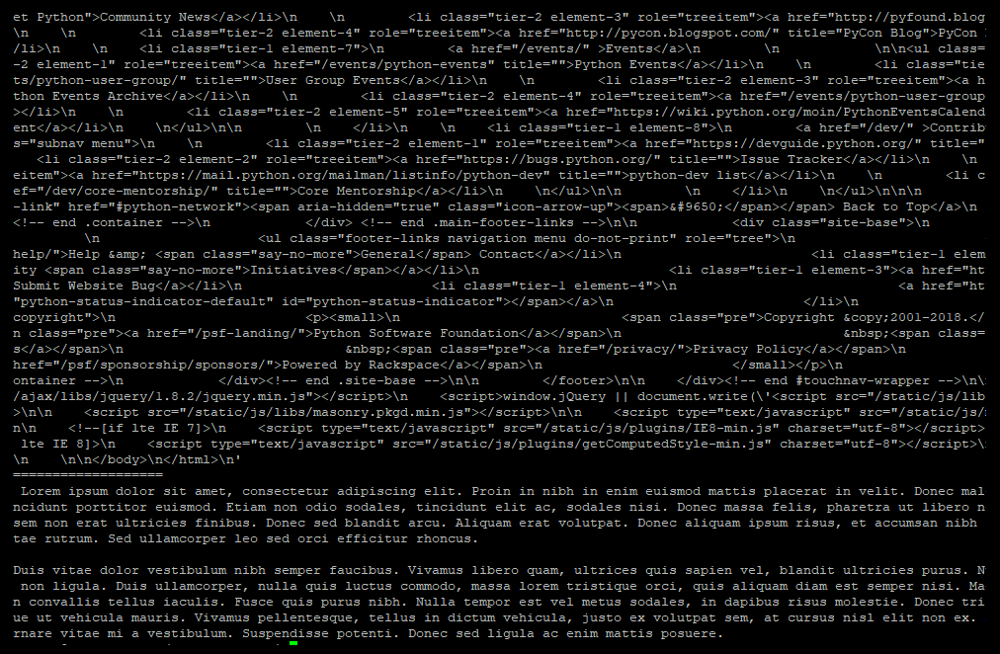 et Python">Community News</a></li>\n    \n        <li class="tier-2 element-3" role="treeitem"><a href="http://pyfound.blog
\n    \n        <li class="tier-2 element-4" role="treeitem"><a href="http://pycon.blogspot.com/" title="PyCon Blog">PyCon
/li>\n    \n    <li class="tier-1 element-7">\n        <a href="/events/" >Events</a>\n        \n            \n\n<ul class=
-2 element-1" role="treeitem"><a href="/events/python-events" title="">Python Events</a></li>\n    \n        <li class="tie
ts/python-user-group/" title="">User Group Events</a></li>\n    \n        <li class="tier-2 element-3" role="treeitem"><a h
thon Events Archive</a></li>\n    \n        <li class="tier-2 element-4" role="treeitem"><a href="/events/python-user-group
></li>\n    \n        <li class="tier-2 element-5" role="treeitem"><a href="https://wiki.python.org/moin/PythonEventsCalend
ent</a></li>\n    \n</ul>\n\n        \n    </li>\n    \n    <li class="tier-1 element-8">\n        <a href="/dev/" >Contrib
s="subnav menu">\n    \n        <li class="tier-2 element-1" role="treeitem"><a href="https://devguide.python.org/" title="
   <li class="tier-2 element-2" role="treeitem"><a href="https://bugs.python.org/" title="">Issue Tracker</a></li>\n    \n
eitem"><a href="https://mail.python.org/mailman/listinfo/python-dev" title="">python-dev list</a></li>\n    \n        <li c
ef="/dev/core-mentorship/" title="">Core Mentorship</a></li>\n    \n</ul>\n\n        \n    </li>\n    \n</ul>\n\n\n
-link" href="#python-network"><span aria-hidden="true" class="icon-arrow-up"><span>&#9650;</span></span> Back to Top</a>\n
<!-- end .container -->\n            </div> <!-- end .main-footer-links -->\n\n            <div class="site-base">\n
         \n                    <ul class="footer-links navigation menu do-not-print" role="tree">\n
help/">Help &amp; <span class="say-no-more">General</span> Contact</a></li>\n                        <li class="tier-1 elem
ity <span class="say-no-more">Initiatives</span></a></li>\n                        <li class="tier-1 element-3"><a href="ht
Submit Website Bug</a></li>\n                        <li class="tier-1 element-4">\n                            <a href="ht
"python-status-indicator-default" id="python-status-indicator"></span></a>\n                        </li>\n
copyright">\n                        <p><small>\n                            <span class="pre">Copyright &copy;2001-2018.</
n class="pre"><a href="/psf-landing/">Python Software Foundation</a></span>\n                            &nbsp;<span class=
s</a></span>\n                            &nbsp;<span class="pre"><a href="/privacy/">Privacy Policy</a></span>\n
href="/psf/sponsorship/sponsors/">Powered by Rackspace</a></span>\n                        </small></p>\n
ontainer -->\n            </div><!-- end .site-base -->\n\n        </footer>\n\n    </div><!-- end #touchnav-wrapper -->\n\n
/ajax/libs/jquery/1.8.2/jquery.min.js"></script>\n    <script>window.jQuery || document.write(\'<script src="/static/js/lib
>\n\n    <script src="/static/js/libs/masonry.pkgd.min.js"></script>\n\n    <script type="text/javascript" src="/static/js/
n\n    <!--[if lte IE 7]>\n    <script type="text/javascript" src="/static/js/plugins/IE8-min.js" charset="utf-8"></script>
 lte IE 8]>\n    <script type="text/javascript" src="/static/js/plugins/getComputedStyle-min.js" charset="utf-8"></script>\
\n    \n\n</body>\n</html>\n'
===================
 Lorem ipsum dolor sit amet, consectetur adipiscing elit. Proin in nibh in enim euismod mattis placerat in velit. Donec mal
ncidunt porttitor euismod. Etiam non odio sodales, tincidunt elit ac, sodales nisi. Donec massa felis, pharetra ut libero n
sem non erat ultricies finibus. Donec sed blandit arcu. Aliquam erat volutpat. Donec aliquam ipsum risus, et accumsan nibh
tae rutrum. Sed ullamcorper leo sed orci efficitur rhoncus.

Duis vitae dolor vestibulum nibh semper faucibus. Vivamus libero quam, ultrices quis sapien vel, blandit ultricies purus. N
 non ligula. Duis ullamcorper, nulla quis luctus commodo, massa lorem tristique orci, quis aliquam diam est semper nisi. Ma
n convallis tellus iaculis. Fusce quis purus nibh. Nulla tempor est vel metus sodales, in dapibus risus molestie. Donec tri
ue ut vehicula mauris. Vivamus pellentesque, tellus in dictum vehicula, justo ex volutpat sem, at cursus nisl elit non ex.
rnare vitae mi a vestibulum. Suspendisse potenti. Donec sed ligula ac enim mattis posuere.